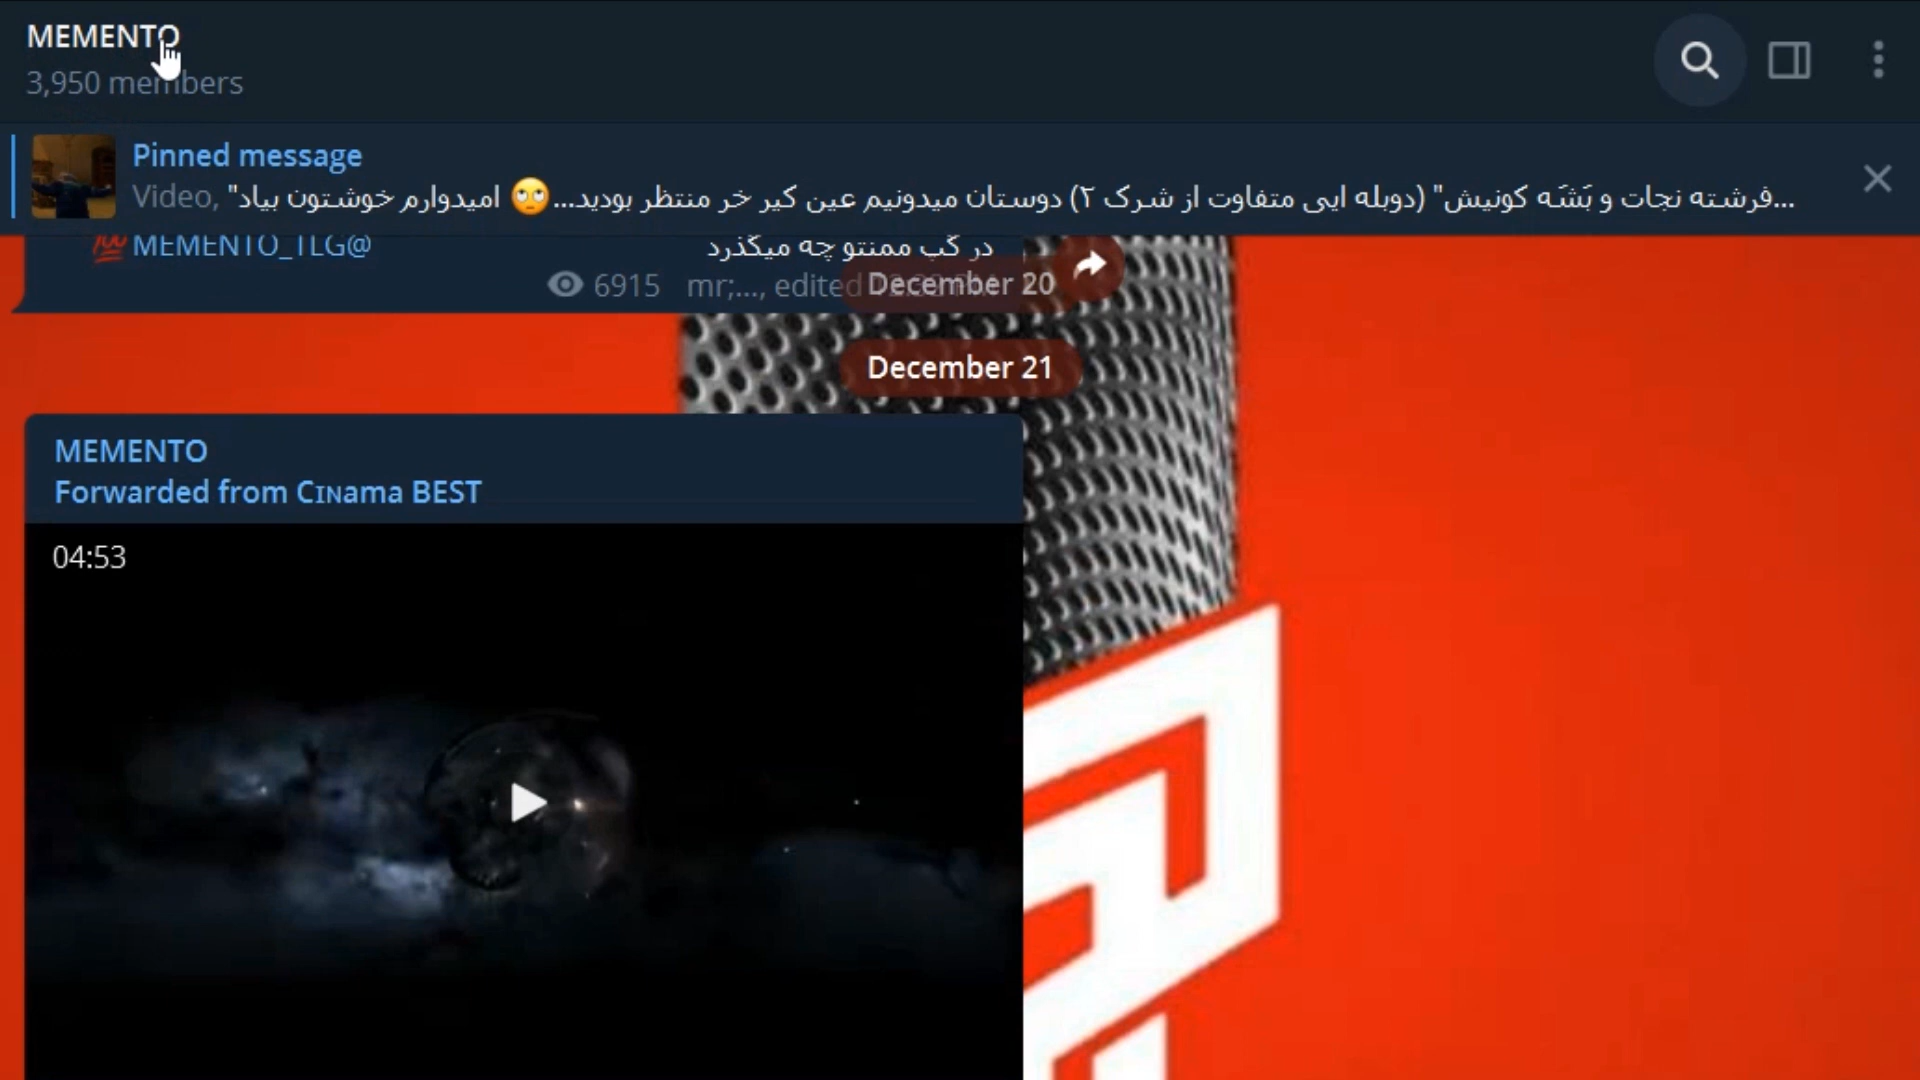 MEMENTO
3,950 members
Pinned message
Video, "فرشته نجات و بَشَه کونیش" (دوبله ایی متفاوت از شرک ۲) دوستان میدونیم عین کیر خر منتظر بودید...🙄 امیدوارم خوشتون بیاد...
💯MEMENTO_TLG@
در گپ ممنتو چه میگذرد
6915 mr;..., edited
December 20
December 21
MEMENTO
Forwarded from Cɪɴama BEST
04:53